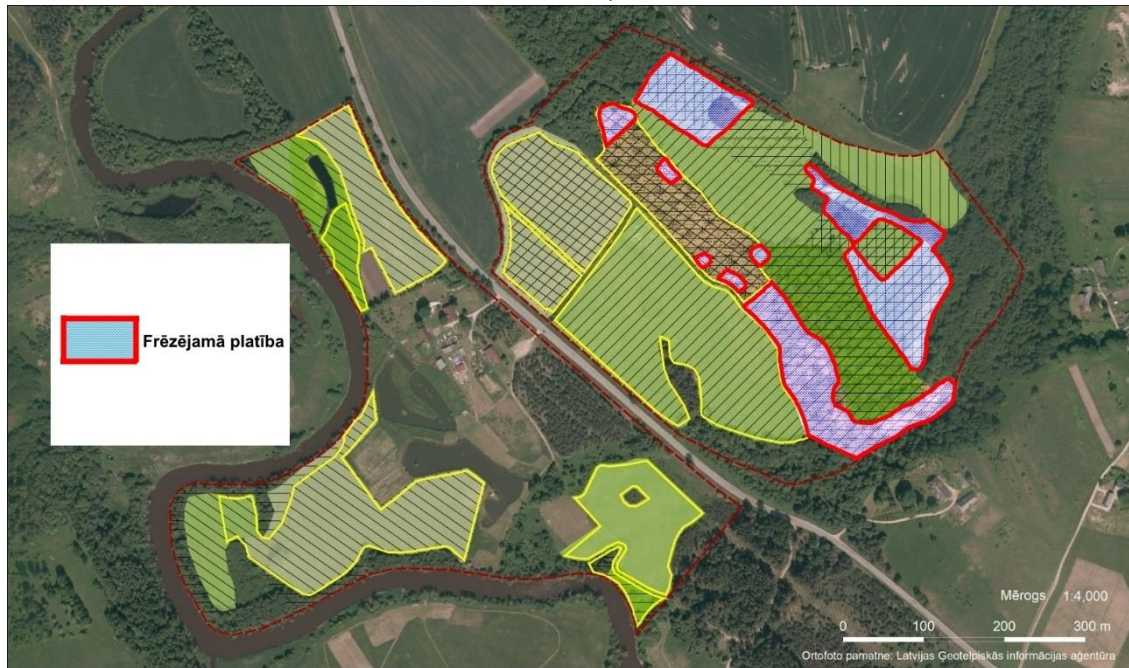 Frēzējamā platība
Mērogs 1:4,000
0 100 200 300 m
Ortofoto pamatne: Latvijas Ģeotelpiskās informācijas aģentūra